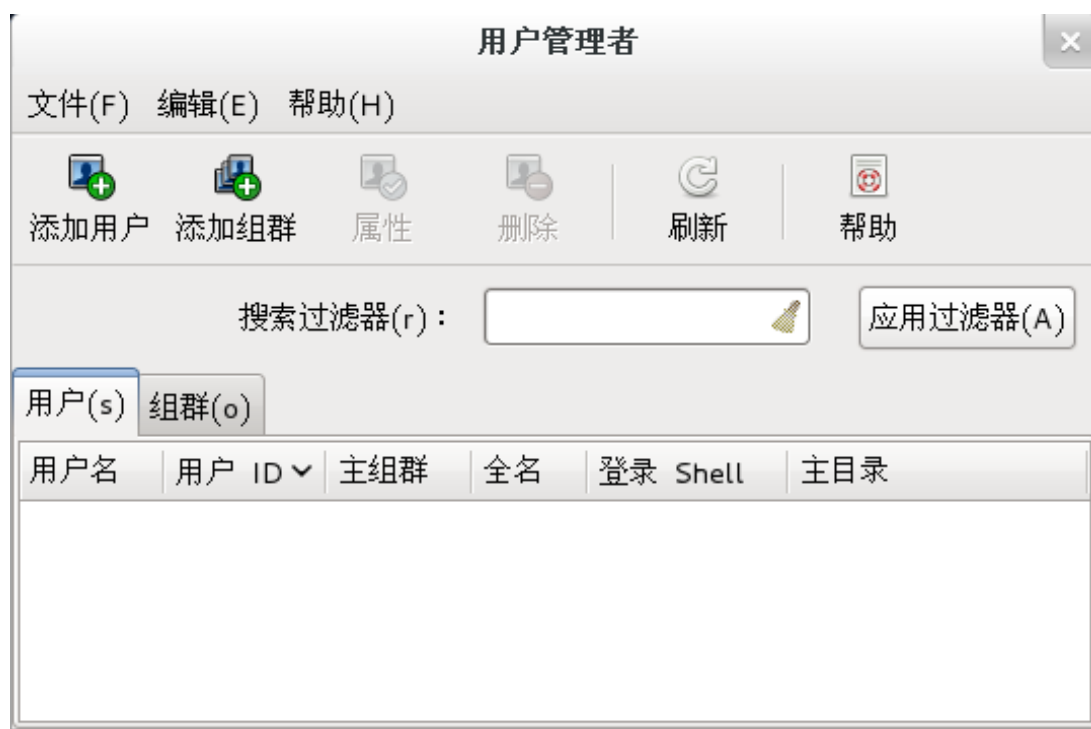 用户管理者
文件(F) 编辑(E) 帮助(H)
添加用户 添加组群 属性 删除 刷新 帮助
搜索过滤器(r)： 应用过滤器(A)
用户(s) 组群(o)
用户名 用户 ID 主组群 全名 登录 Shell 主目录